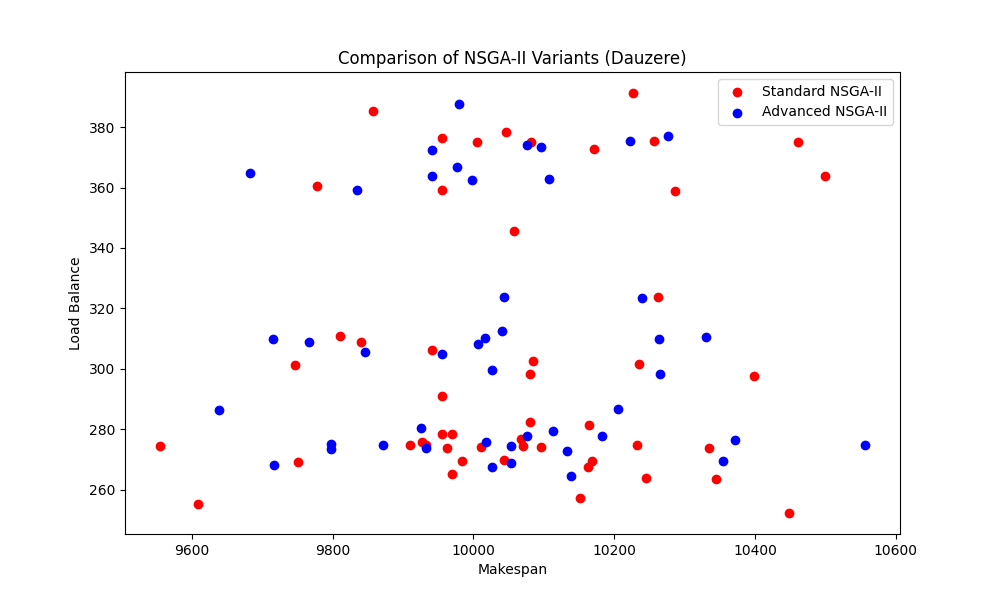 Comparison of NSGA-II Variants (Dauzere)
Standard NSGA-II
Advanced NSGA-II
Load Balance
380
360
340
320
300
280
260
9600 9800 10000 10200 10400 10600
Makespan